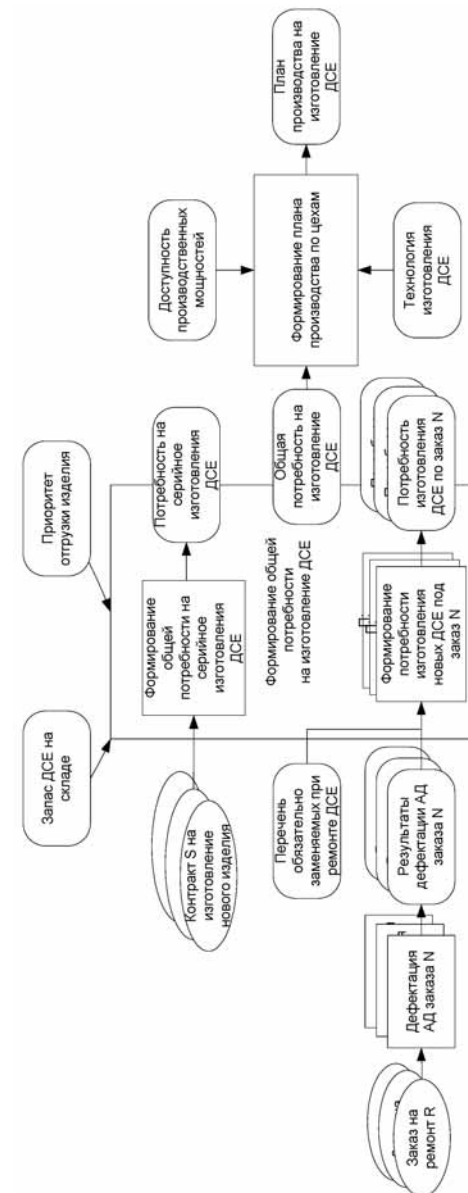 Запас ДСЕ на
складе
Приоритет
отгрузки изделия
Контракт S на
изготовление
нового изделия
Формирование
общей
потребности на
серийное
изготовления
ДСЕ
Потребность на
серийное
изготовления
ДСЕ
Доступность
производственных
мощностей
Перечень
обязательно
заменяемых при
ремонте ДСЕ
Формирование общей
потребности
на изготовление ДСЕ
Общая
потребность на
изготовление
ДСЕ
Формирование плана
производства по цехам
План
производства на
изготовление
ДСЕ
Заказ на
ремонт R
Дефектация
АД заказа N
Результаты
дефектации АД
заказа N
Формирование
потребности
изготовления
новых ДСЕ под
заказ N
Потребность
изготовления
ДСЕ по заказ N
Технология
изготовления
ДСЕ